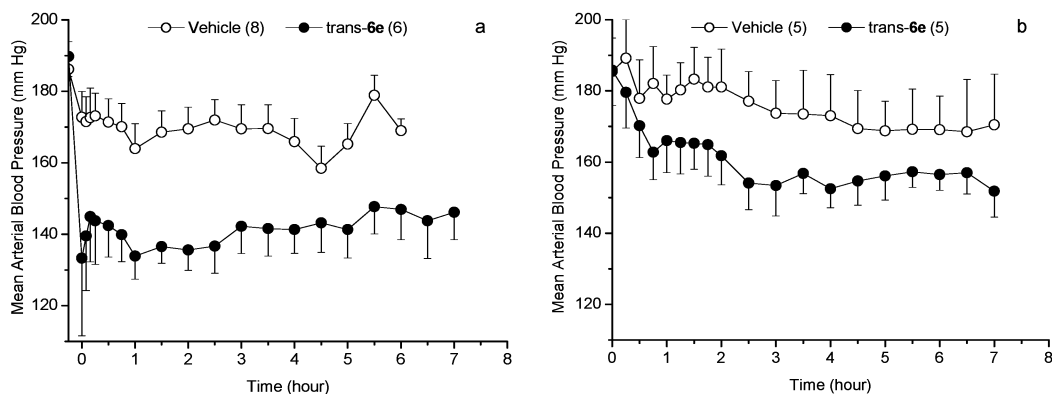 Vehicle (8) trans-6e (6) a
200
180
160
140
120
0 1 2 3 4 5 6 7 8
Time (hour)
Mean Arterial Blood Pressure (mm Hg)
Vehicle (5) trans-6e (5) b
200
180
160
140
120
0 1 2 3 4 5 6 7 8
Time (hour)
Mean Arterial Blood Pressure (mm Hg)